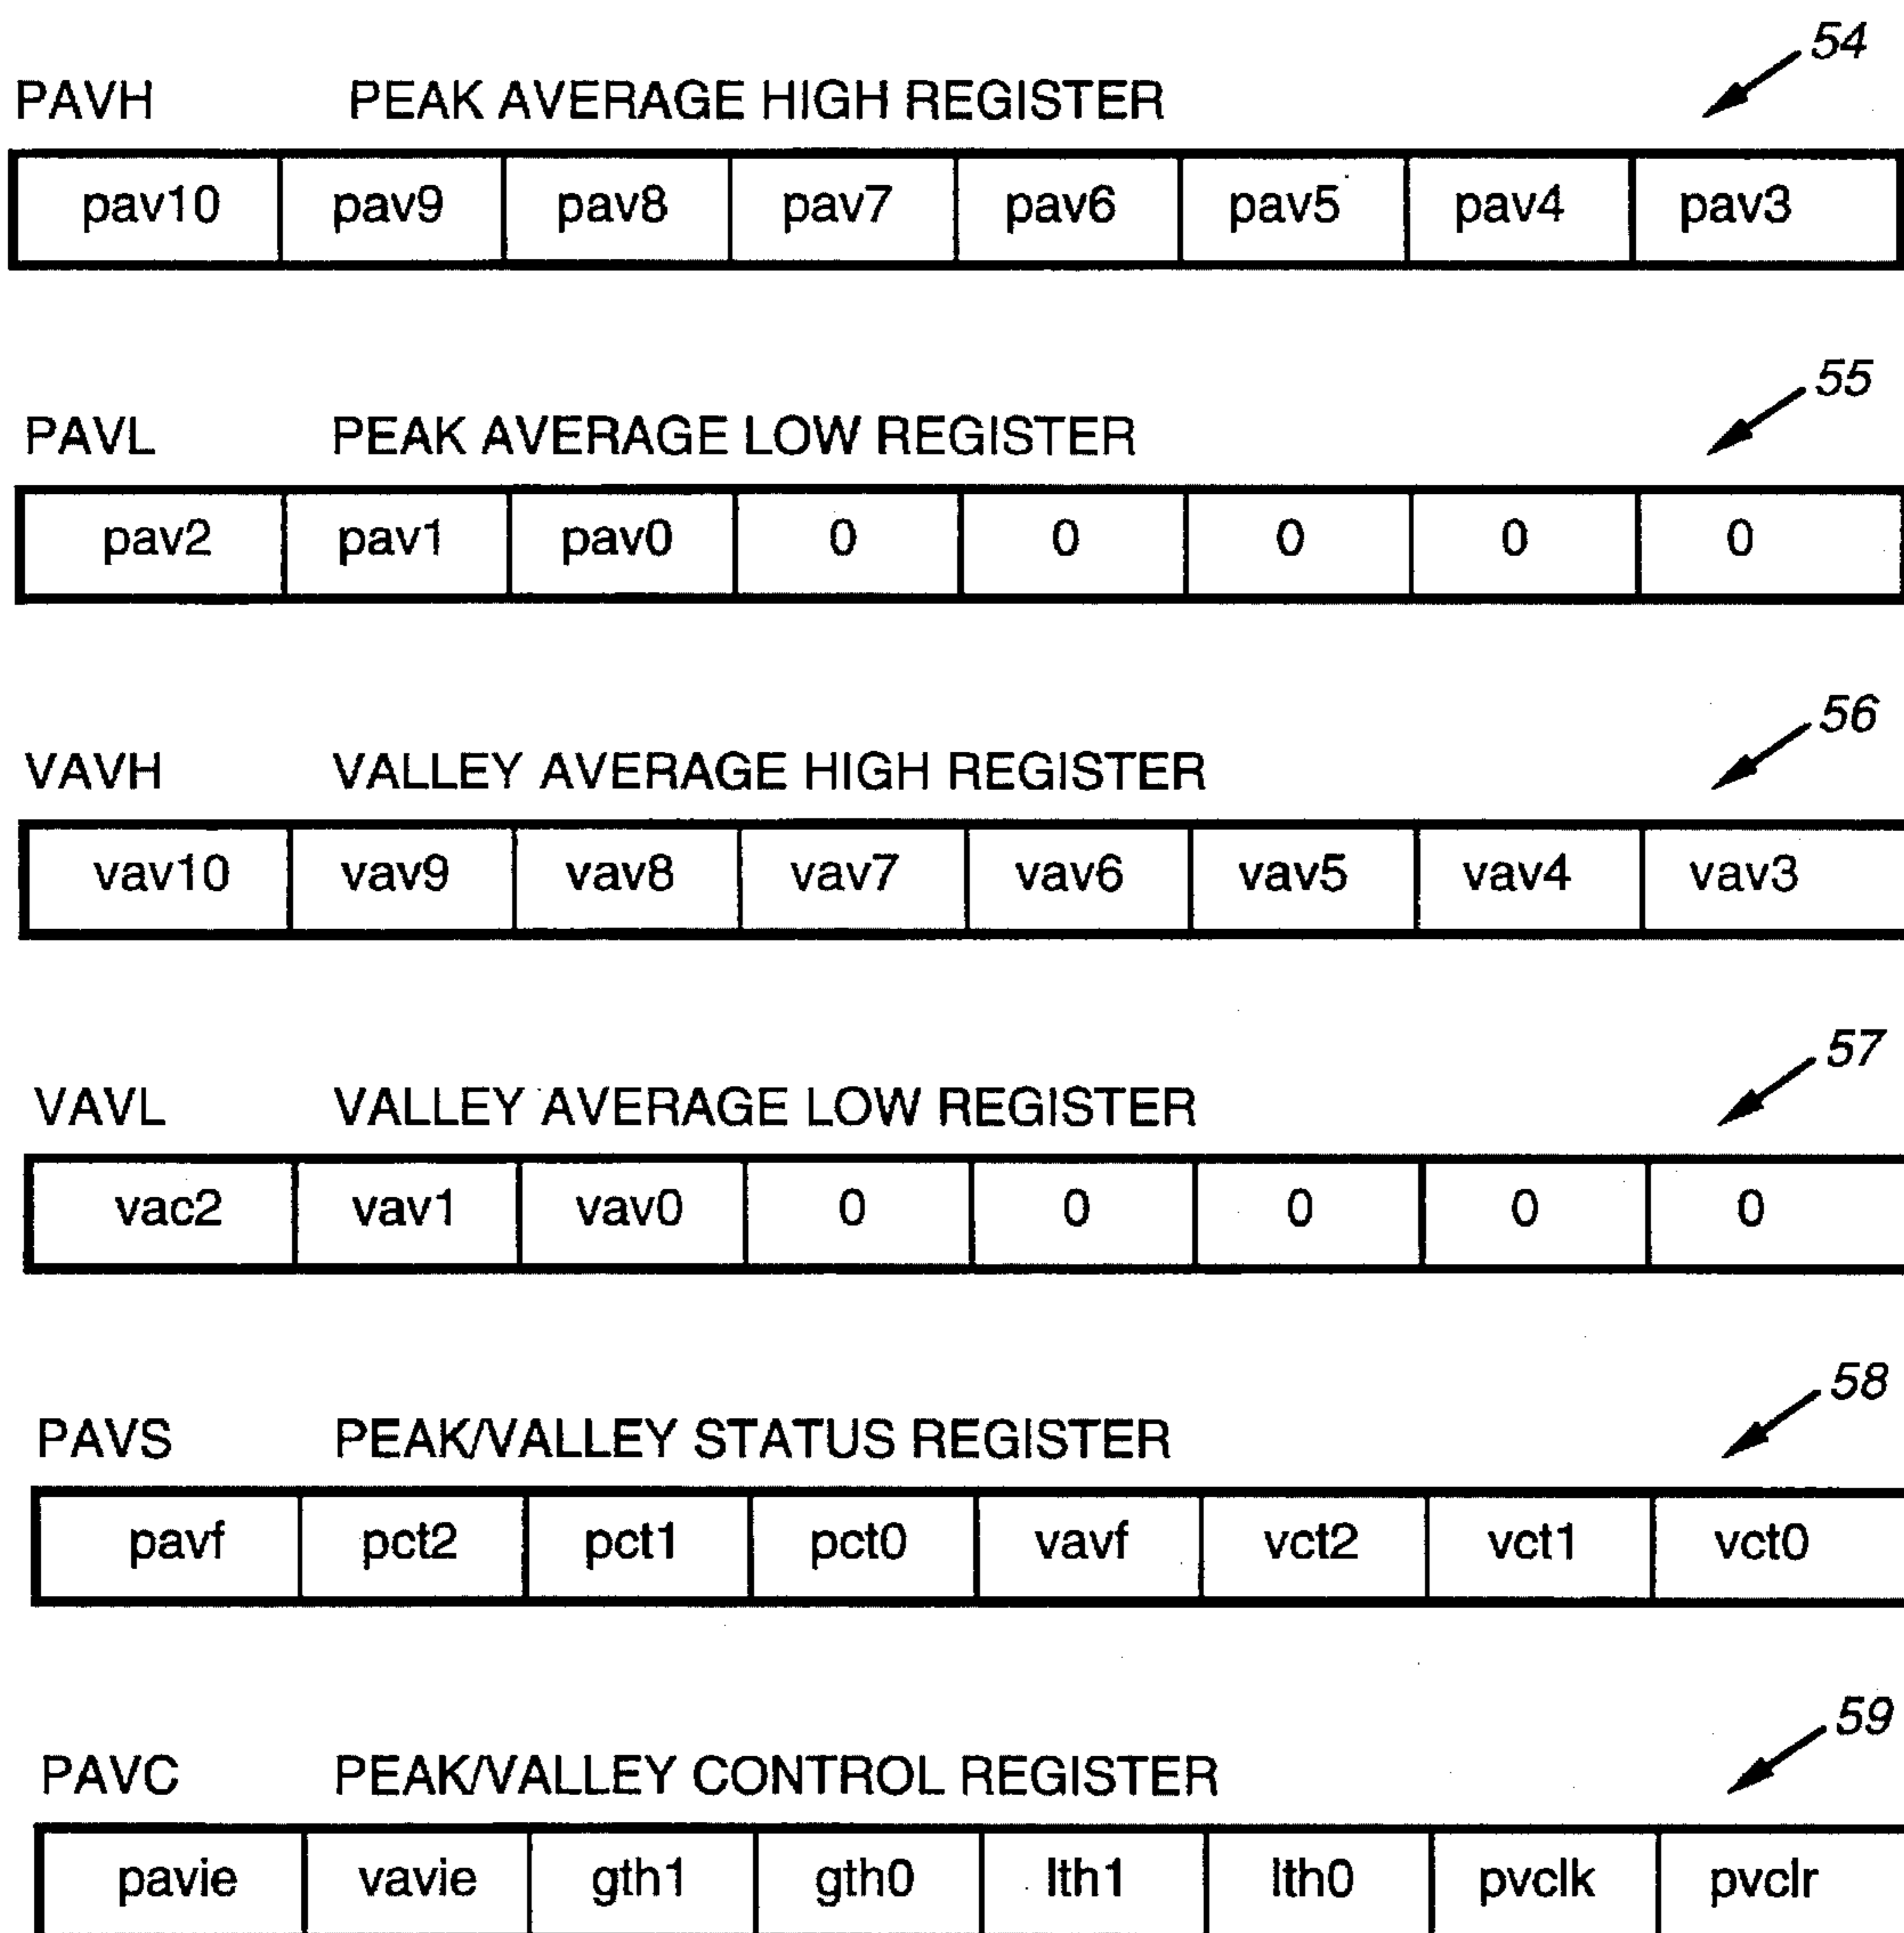 54
PAVH PEAK AVERAGE HIGH REGISTER
pav10 pav9 pav8 pav7 pav6 pav5 pav4 pav3
55
PAVL PEAK AVERAGE LOW REGISTER
pav2 pav1 pav0 0 0 0 0 0
56
VAVH VALLEY AVERAGE HIGH REGISTER
vav10 vav9 vav8 vav7 vav6 vav5 vav4 vav3
57
VAVL VALLEY AVERAGE LOW REGISTER
vac2 vav1 vav0 0 0 0 0 0
58
PAVS PEAK/VALLEY STATUS REGISTER
pavf pct2 pct1 pct0 vavf vct2 vct1 vct0
59
PAVC PEAK/VALLEY CONTROL REGISTER
pavie vavie gth1 gth0 lth1 lth0 pvclk pvclr